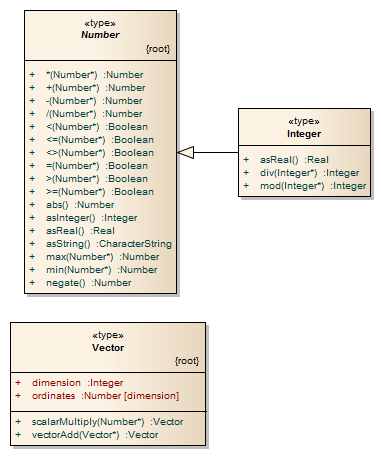 «type»
Number
{root}
+ *(Number*) :Number
+ +(Number*) :Number
+ -(Number*) :Number
+ /(Number*) :Number
+ <(Number*) :Boolean
+ <=(Number*) :Boolean
+ <>(Number*) :Boolean
+ =(Number*) :Boolean
+ >(Number*) :Boolean
+ >=(Number*) :Boolean
+ abs() :Number
+ asInteger() :Integer
+ asReal() :Real
+ asString() :CharacterString
+ max(Number*) :Number
+ min(Number*) :Number
+ negate() :Number
«type»
Integer
+ asReal() :Real
+ div(Integer*) :Integer
+ mod(Integer*) :Integer
«type»
Vector
{root}
+ dimension :Integer
+ ordinates :Number [dimension]
+ scalarMultiply(Number*) :Vector
+ vectorAdd(Vector*) :Vector